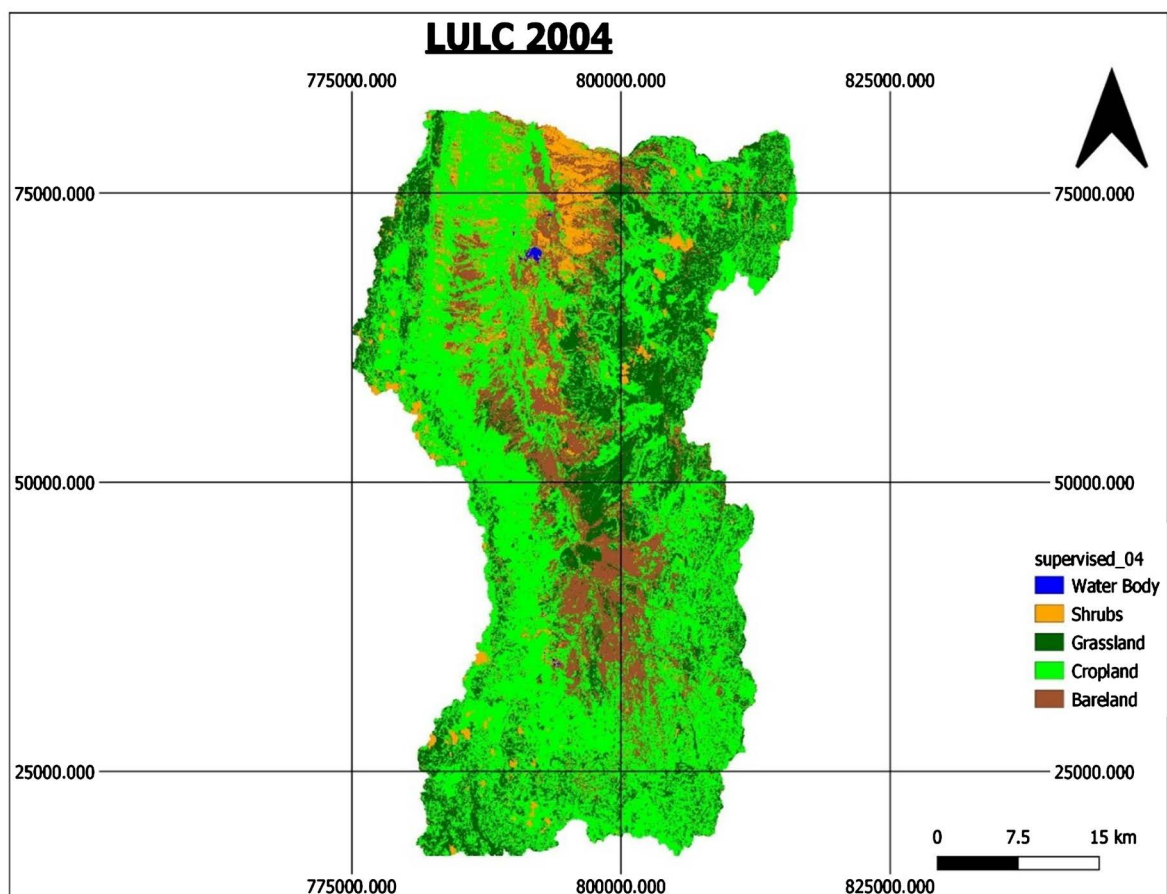 LULC 2004
775000.000 800000.000 825000.000
75000.000 75000.000
50000.000 50000.000
supervised_04
Water Body
Shrubs
Grassland
Cropland
Bareland
25000.000 25000.000
0 7.5 15 km
775000.000 800000.000 825000.000